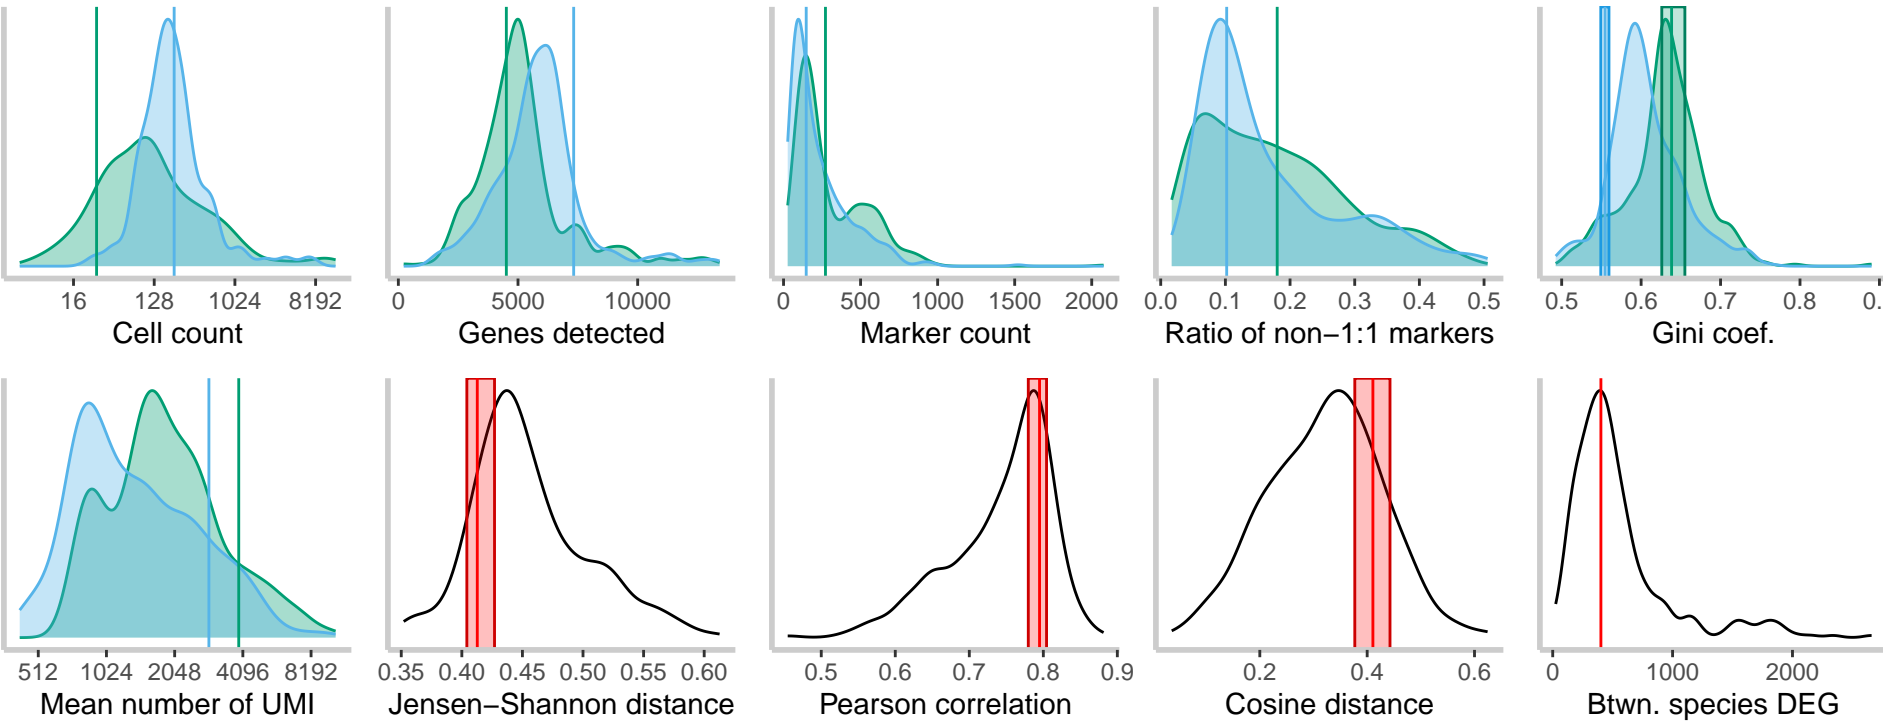 16 128 1024 8192
Cell count
0 5000 10000
Genes detected
0 500 1000 1500 2000
Marker count
0.0 0.1 0.2 0.3 0.4 0.5
Ratio of non−1:1 markers
0.5 0.6 0.7 0.8 0.
Gini coef.
512 1024 2048 4096 8192
Mean number of UMI
0.35 0.40 0.45 0.50 0.55 0.60
Jensen−Shannon distance
0.5 0.6 0.7 0.8 0.9
Pearson correlation
0.2 0.4 0.6
Cosine distance
0 1000 2000
Btwn. species DEG